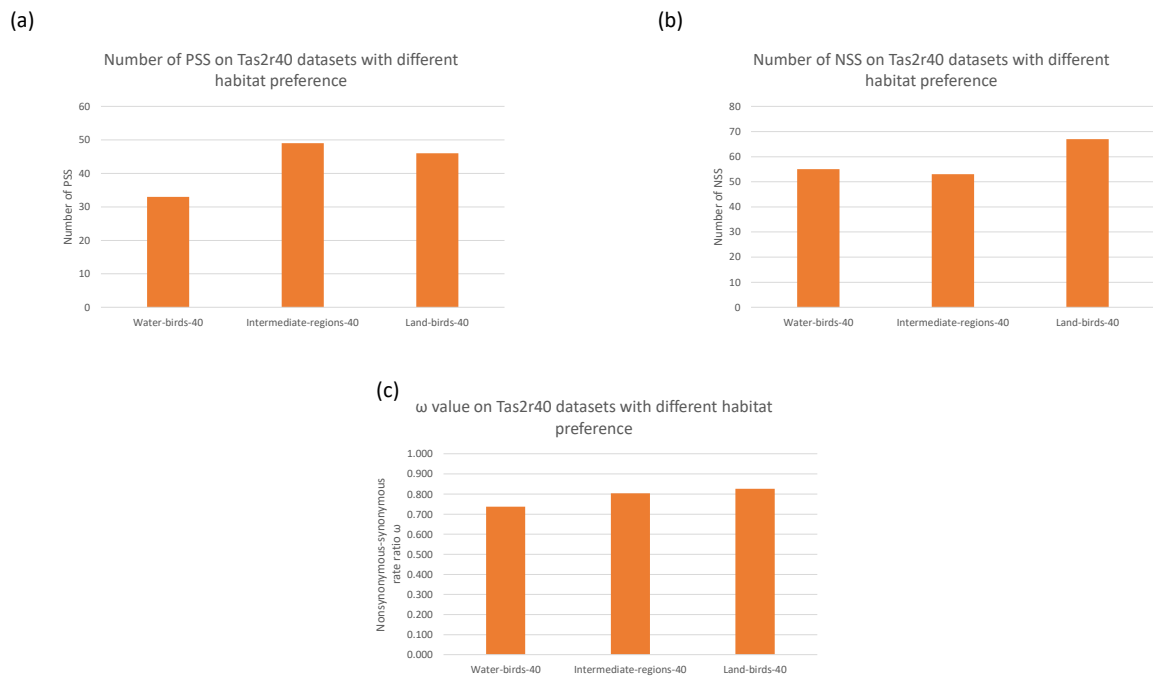 (a)
Number of PSS on Tas2r40 datasets with different
habitat preference
60
50
40
30
20
10
0
Number of PSS
Water-birds-40 Intermediate-regions-40 Land-birds-40
(b)
Number of NSS on Tas2r40 datasets with different
habitat preference
80
70
60
50
40
30
20
10
0
Number of NSS
Water-birds-40 Intermediate-regions-40 Land-birds-40
(c)
ω value on Tas2r40 datasets with different habitat
preference
1.000
0.900
0.800
0.700
0.600
0.500
0.400
0.300
0.200
0.100
0.000
Nonsynonymous-synonymous
rate ratio ω
Water-birds-40 Intermediate-regions-40 Land-birds-40